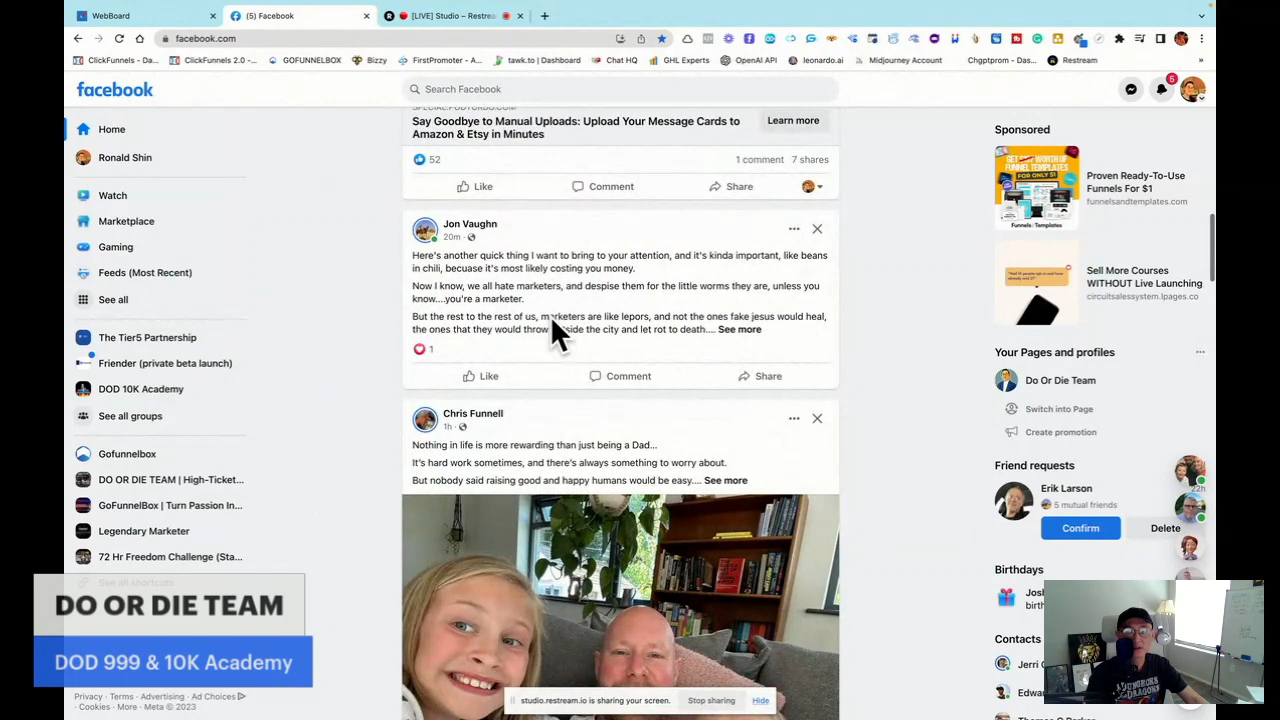 WebBoard
(5) Facebook
[LIVE] Studio – Restrea
facebook.com
ClickFunnels - Das...
ClickFunnels 2.0 -...
GOFUNNELBOX
Bizzy
FirstPromoter - A...
tawk.to | Dashboard
Chat HQ
GHL Experts
OpenAI API
leonardo.ai
Midjourney Account
Chgptprom - Das...
Restream
facebook
Search Facebook
5
Home
Ronald Shin
Watch
Marketplace
Gaming
Feeds (Most Recent)
See all
The Tier5 Partnership
Friender (private beta launch)
DOD 10K Academy
See all groups
Gofunnelbox
DO OR DIE TEAM | High-Ticket...
GoFunnelBox | Turn Passion In...
Legendary Marketer
72 Hr Freedom Challenge (Sta...
See all shortcuts
DO OR DIE TEAM
DOD 999 & 10K Academy
Privacy · Terms · Advertising · Ad Choices
· Cookies · More · Meta © 2023
Say Goodbye to Manual Uploads: Upload Your Message Cards to
Amazon & Etsy in Minutes
Learn more
52
1 comment 7 shares
Like Comment Share
Jon Vaughn
20m ·
Here's another quick thing I want to bring to your attention, and it's kinda important, like beans
in chili, becuase it's most likely costing you money.
Now I know, we all hate marketers, and despise them for the little worms they are, unless you
know....you're a marketer.
But the rest to the rest of us, marketers are like lepors, and not the ones fake jesus would heal,
the ones that they would throw side the city and let rot to death.... See more
1
Like Comment Share
Chris Funnell
1h ·
Nothing in life is more rewarding than just being a Dad...
It's hard work sometimes, and there's always something to worry about.
But nobody said raising good and happy humans would be easy.... See more
studio.restream.io is sharing your screen.
Stop sharing
Hide
Sponsored
Proven Ready-To-Use
Funnels For $1
funnelsandtemplates.com
Sell More Courses
WITHOUT Live Launching
circuitsalessystem.com
Your Pages and profiles
Do Or Die Team
Switch into Page
Create promotion
Friend requests
Erik Larson
22h
5 mutual friends
Confirm
Delete
Birthdays
Josh
birth
Contacts
Jerri
Edwa
DUNGEONS
DRAGONS